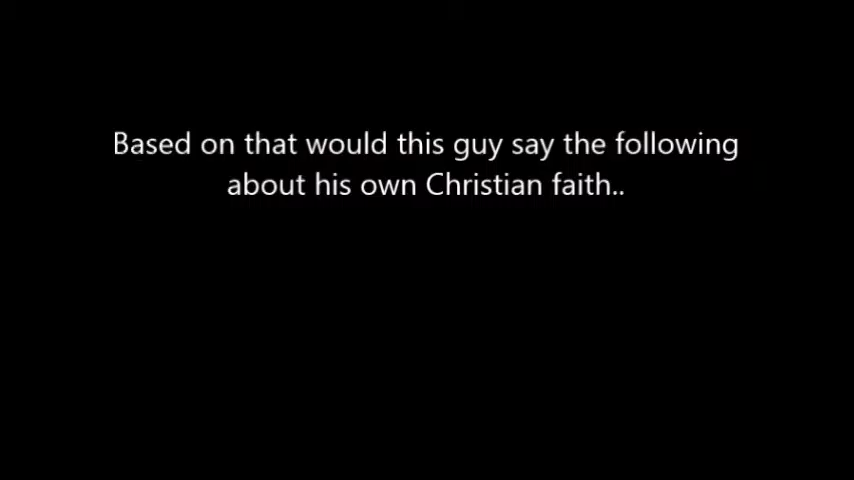 Based on that would this guy say the following
about his own Christian faith..